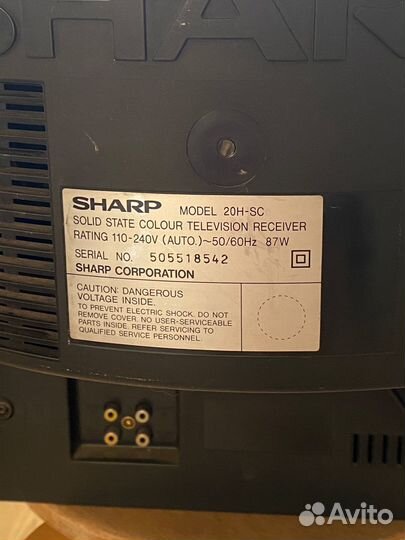 SHARP
SHARP MODEL 20H-SC
SOLID STATE COLOUR TELEVISION RECEIVER
RATING 110-240V (AUTO.)~50/60Hz 87W
SERIAL NO. 505518542
SHARP CORPORATION
CAUTION: DANGEROUS
VOLTAGE INSIDE.
TO PREVENT ELECTRIC SHOCK. DO NOT
REMOVE COVER. NO USER-SERVICEABLE
PARTS INSIDE. REFER SERVICING TO
QUALIFIED SERVICE PERSONNEL.
Avito